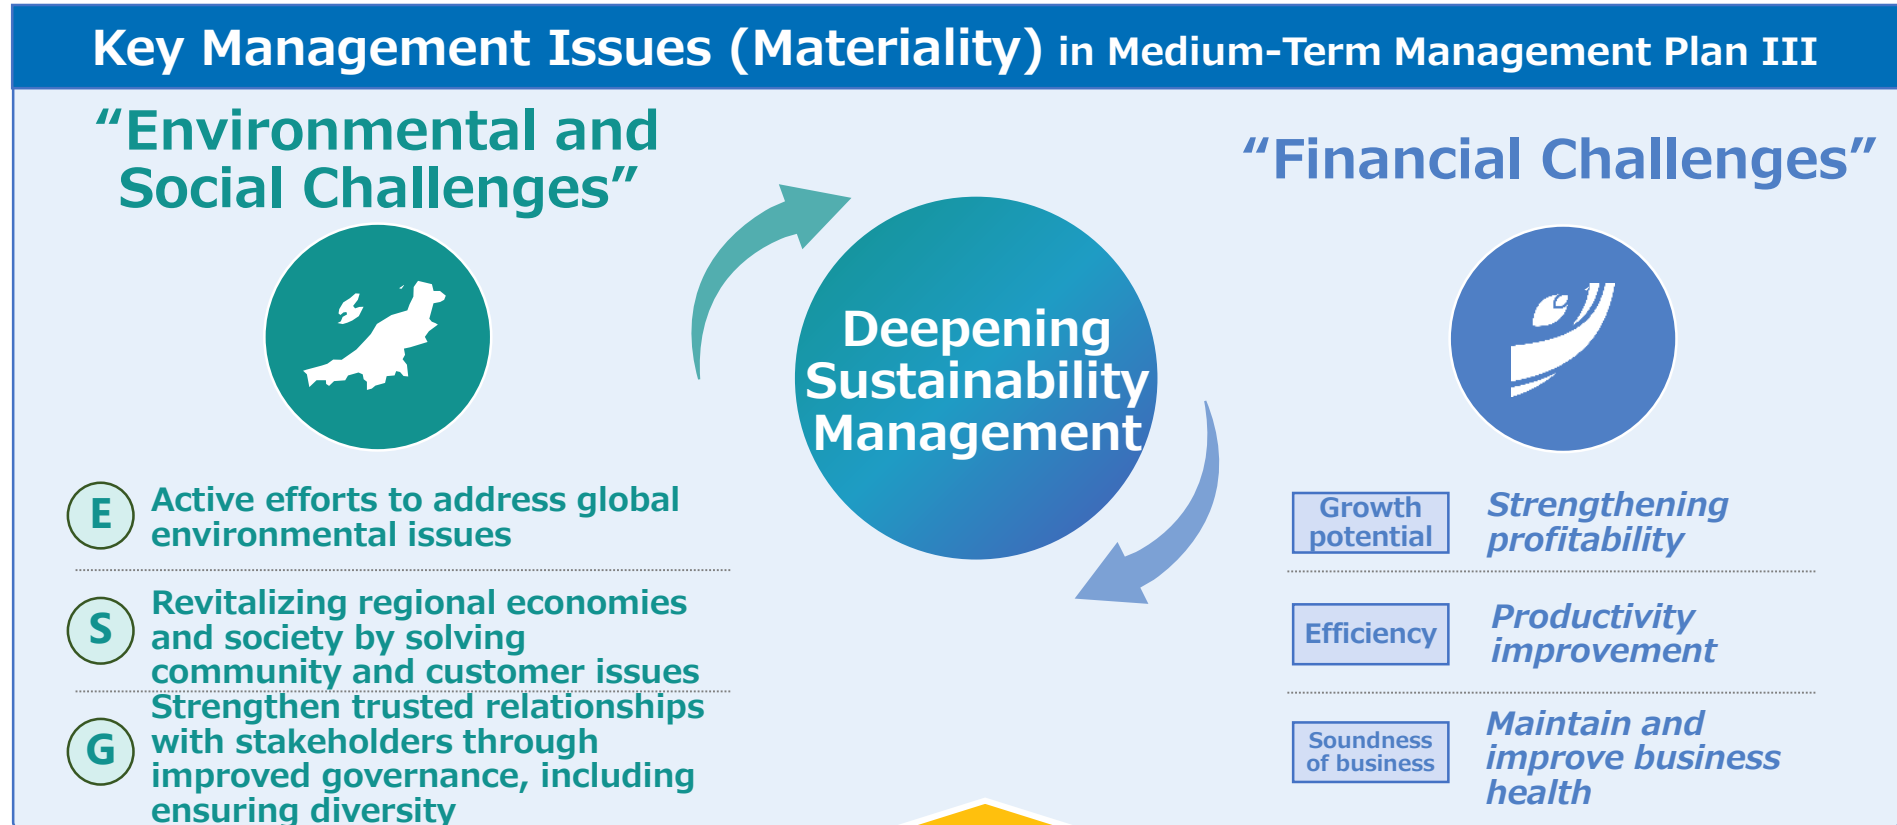 Key Management Issues (Materiality) in Medium-Term Management Plan III
“Environmental and
Social Challenges”
“Financial Challenges”
Deepening
Sustainability
Management
E
Active efforts to address global
environmental issues
S
Revitalizing regional economies
and society by solving
community and customer issues
G
Strengthen trusted relationships
with stakeholders through
improved governance, including
ensuring diversity
Growth
potential
Strengthening
profitability
Efficiency
Productivity
improvement
Soundness
of business
Maintain and
improve business
health